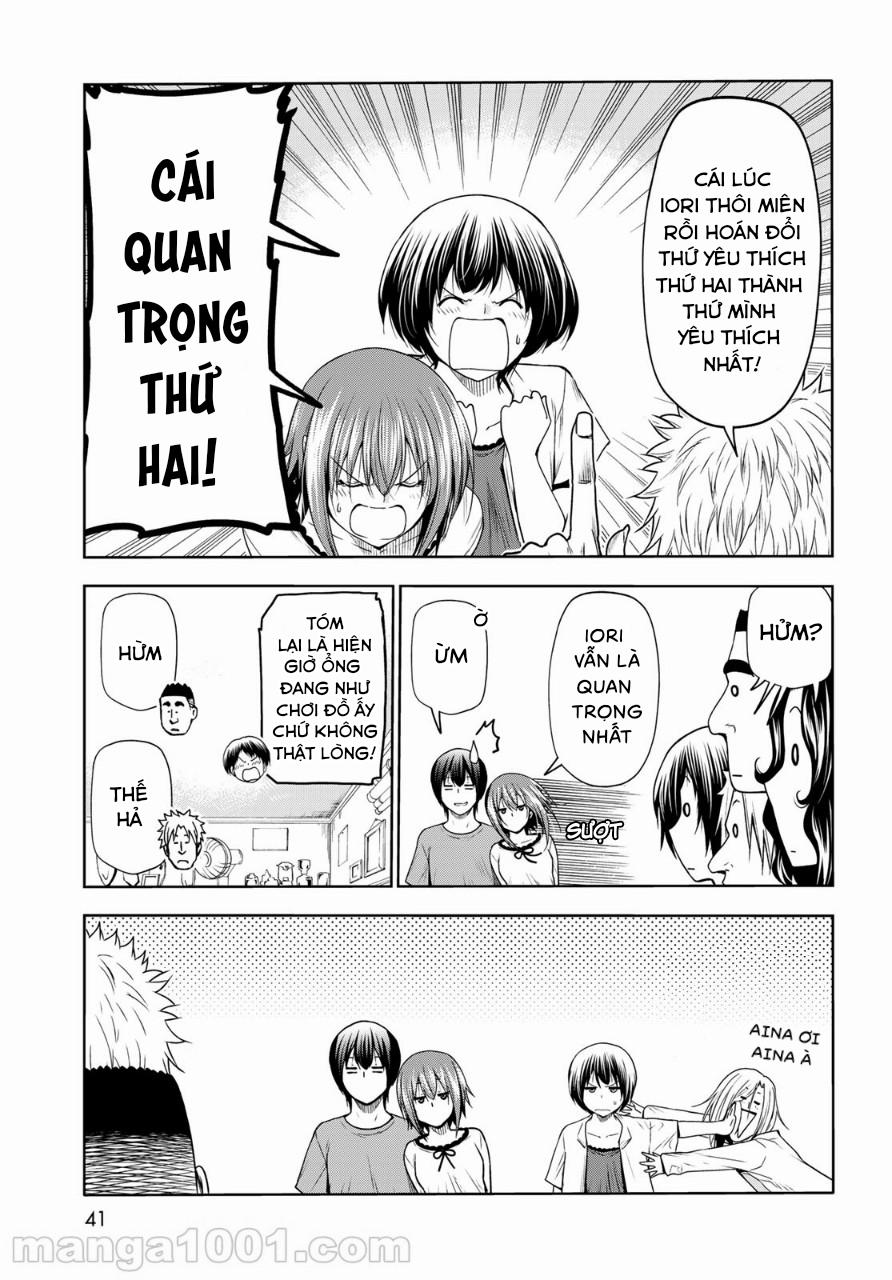 CÁI LÚC
IORI THÔI MIÊN
RỒI HOÁN ĐỔI
THỨ YÊU THÍCH
THỨ HAI THÀNH
THỨ MÌNH
YÊU THÍCH
NHẤT!
CÁI
QUAN
TRỌNG
THỨ
HAI!
TÓM
LẠI LÀ HIỆN
GIỜ ỔNG
ĐANG NHƯ
CHƠI ĐỒ ẤY
CHỨ KHÔNG
THẬT LÒNG!
HỪM
THẾ
HẢ
HỬM?
IORI
VẪN LÀ
QUAN
TRỌNG
NHẤT
SƯỢT
Ờ
ỪM
AINA ƠI
AINA À
41
manga1001.com